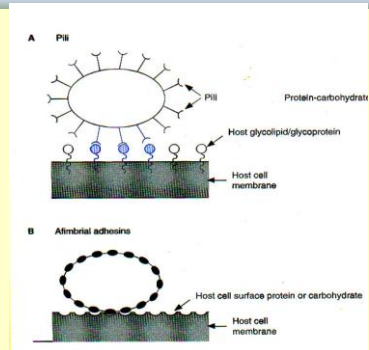 A Pili
Pili
Protein-carbohydrate
Host glycolipid/glycoprotein
Host cell
membrane
B Afimbrial adhesins
Host cell surface protein or carbohydrate
Host cell
membrane